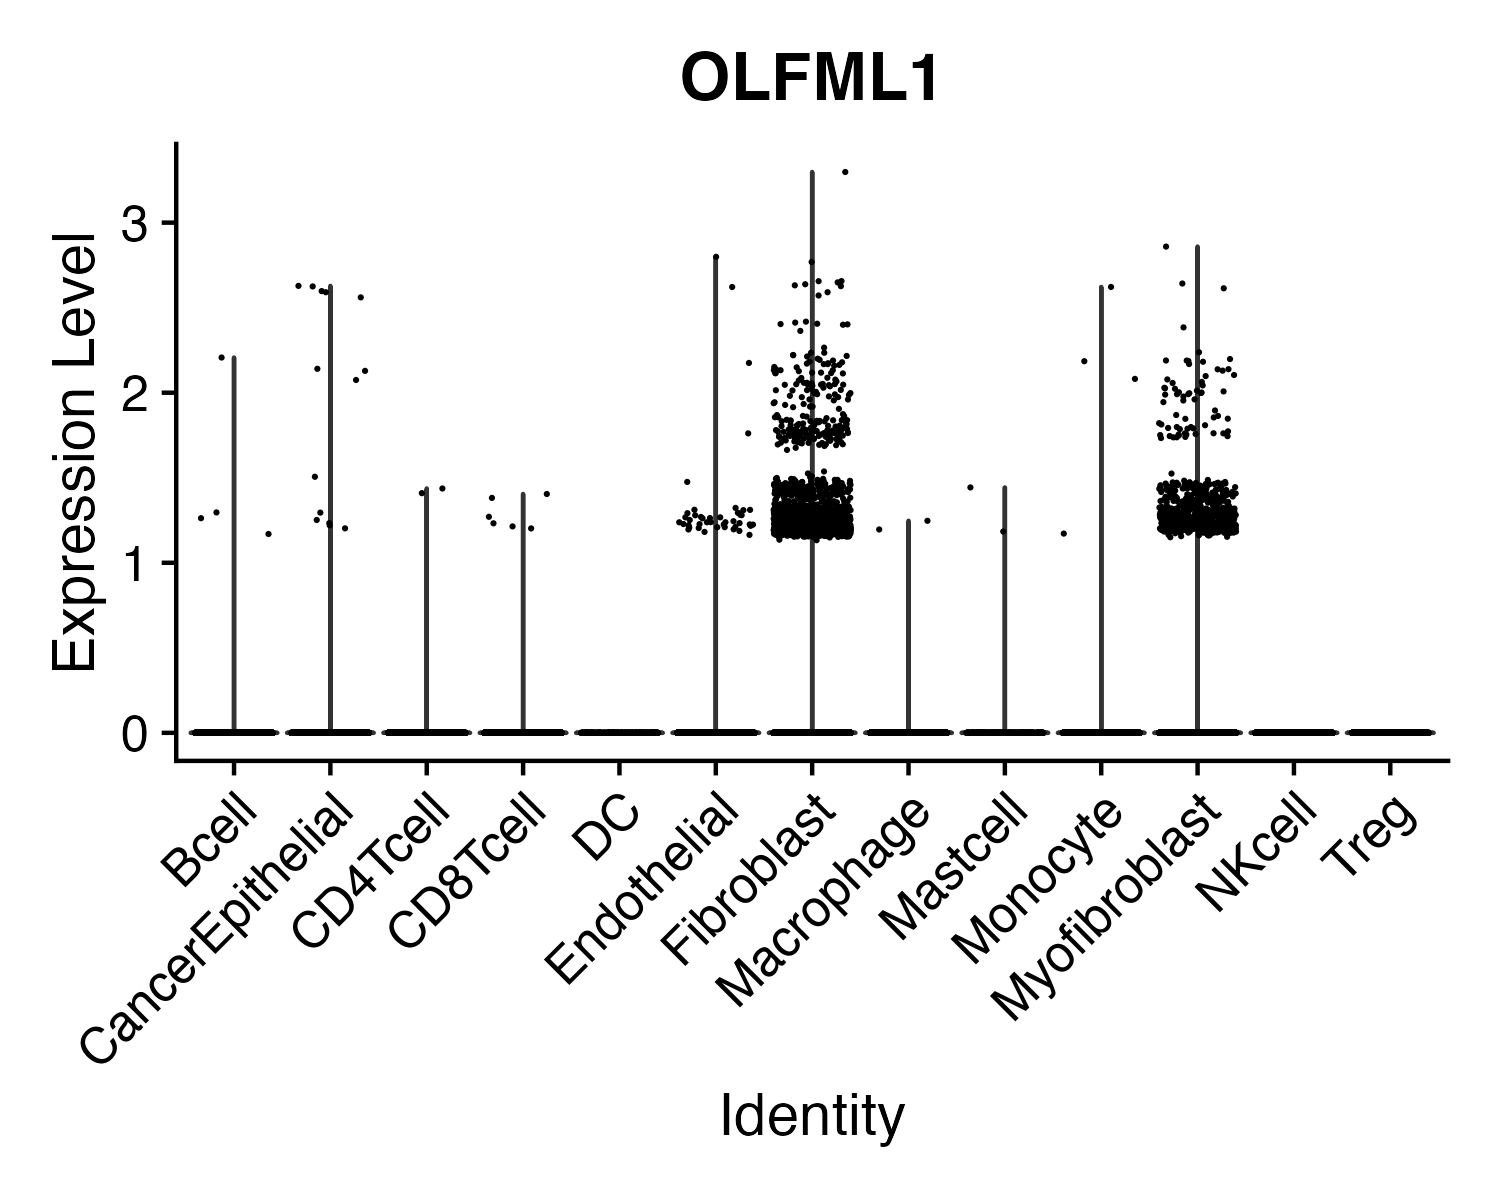 OLFML1
Expression Level
3
2
1
0
Bcell
CancerEpithelial
CD4Tcell
CD8Tcell
DC
Endothelial
Fibroblast
Macrophage
Mastcell
Monocyte
Myofibroblast
NKcell
Treg
Identity